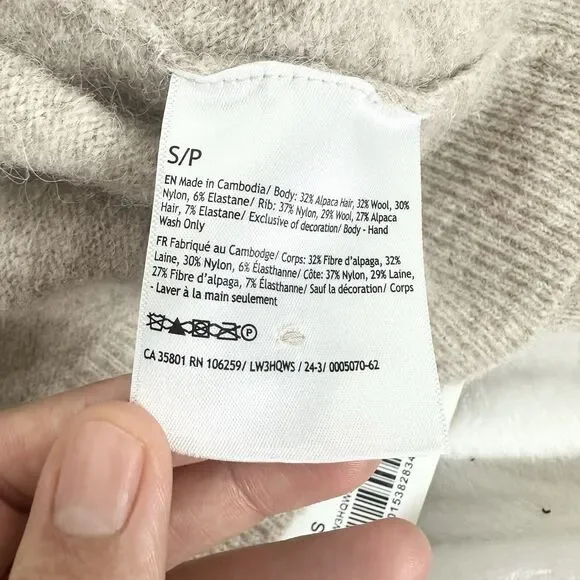 S/P
EN Made in Cambodia/ Body: 32% Alpaca Hair, 32% Wool, 30%
Nylon, 6% Elastane/ Rib: 37% Nylon, 29% Wool, 27% Alpaca
Hair, 7% Elastane/ Exclusive of decoration/ Body - Hand
Wash Only
FR Fabriqué au Cambodge/ Corps: 32% Fibre d'alpaga, 32%
Laine, 30% Nylon, 6% Élasthanne/ Côte: 37% Nylon, 29% Laine,
27% Fibre d'alpaga, 7% Élasthanne/ Sauf la décoration/ Corps
- Laver à la main seulement
P
CA 35801 RN 106259/ LW3HQWS / 24-3/ 0005070-62
S